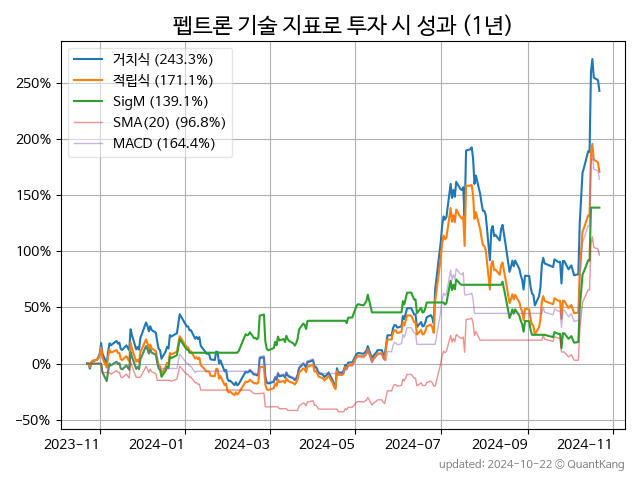 펩트론 기술 지표로 투자 시 성과 (1년)
거치식 (243.3%)
적립식 (171.1%)
SigM (139.1%)
SMA(20) (96.8%)
MACD (164.4%)
250%
200%
150%
100%
50%
0%
−50%
2023-11 2024-01 2024-03 2024-05 2024-07 2024-09 2024-11
updated: 2024-10-22 © QuantKang